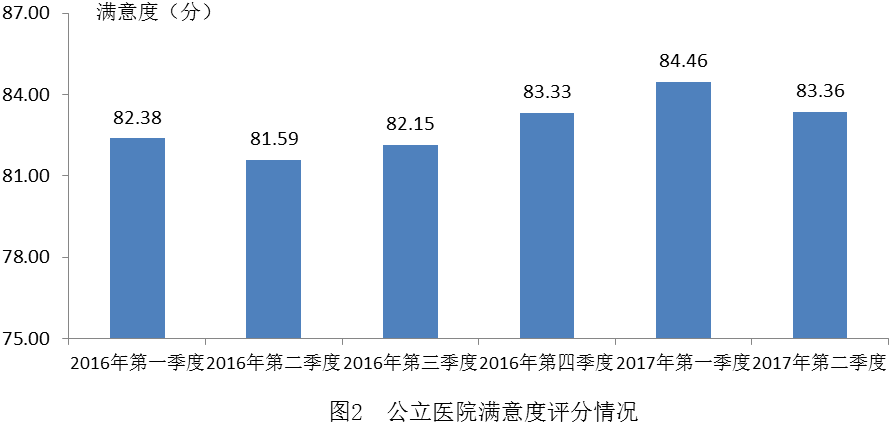 满意度（分）
87.00
84.00
81.00
78.00
75.00
82.38
81.59
82.15
83.33
84.46
83.36
2016年第一季度
2016年第二季度
2016年第三季度
2016年第四季度
2017年第一季度
2017年第二季度
图2 公立医院满意度评分情况